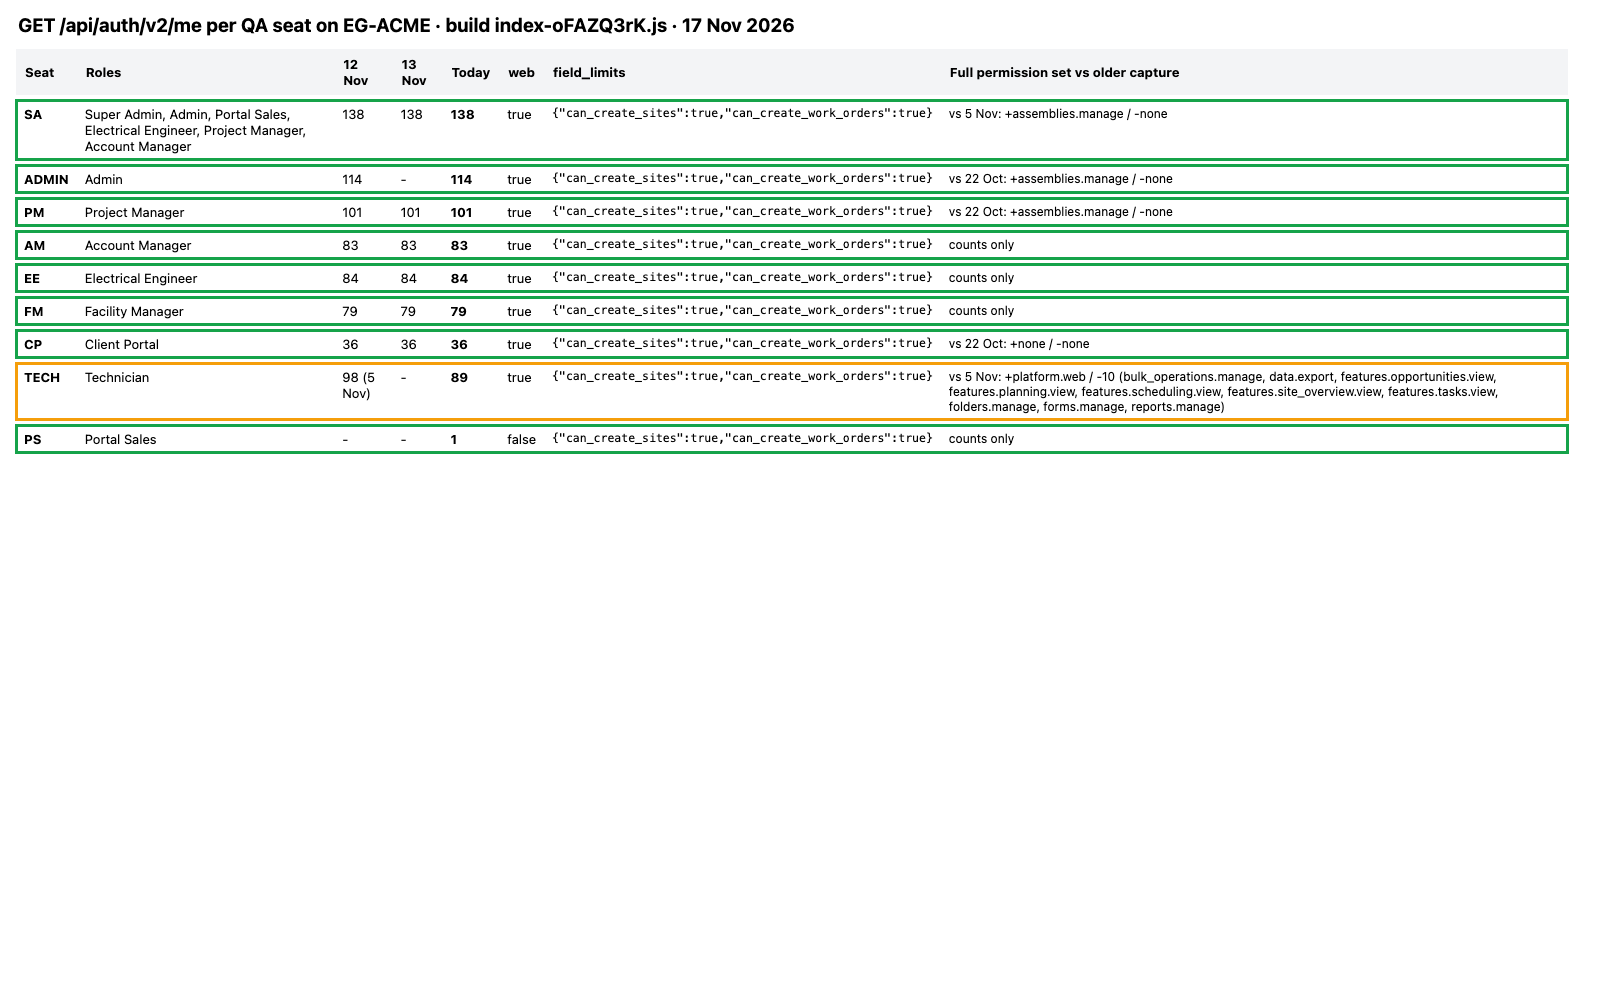 GET /api/auth/v2/me per QA seat on EG-ACME · build index-oFAZQ3rK.js · 17 Nov 2026
Seat Roles 12 Nov 13 Nov Today web field_limits Full permission set vs older capture
SA Super Admin, Admin, Portal Sales, 138 138 138 true {"can_create_sites":true,"can_create_work_orders":true} vs 5 Nov: +assemblies.manage / -none
Electrical Engineer, Project Manager,
Account Manager
ADMIN Admin 114 - 114 true {"can_create_sites":true,"can_create_work_orders":true} vs 22 Oct: +assemblies.manage / -none
PM Project Manager 101 101 101 true {"can_create_sites":true,"can_create_work_orders":true} vs 22 Oct: +assemblies.manage / -none
AM Account Manager 83 83 83 true {"can_create_sites":true,"can_create_work_orders":true} counts only
EE Electrical Engineer 84 84 84 true {"can_create_sites":true,"can_create_work_orders":true} counts only
FM Facility Manager 79 79 79 true {"can_create_sites":true,"can_create_work_orders":true} counts only
CP Client Portal 36 36 36 true {"can_create_sites":true,"can_create_work_orders":true} vs 22 Oct: +none / -none
TECH Technician 98 (5 Nov) - 89 true {"can_create_sites":true,"can_create_work_orders":true} vs 5 Nov: +platform.web / -10 (bulk_operations.manage, data.export, features.opportunities.view,
features.planning.view, features.scheduling.view, features.site_overview.view, features.tasks.view,
folders.manage, forms.manage, reports.manage)
PS Portal Sales - - 1 false {"can_create_sites":true,"can_create_work_orders":true} counts only